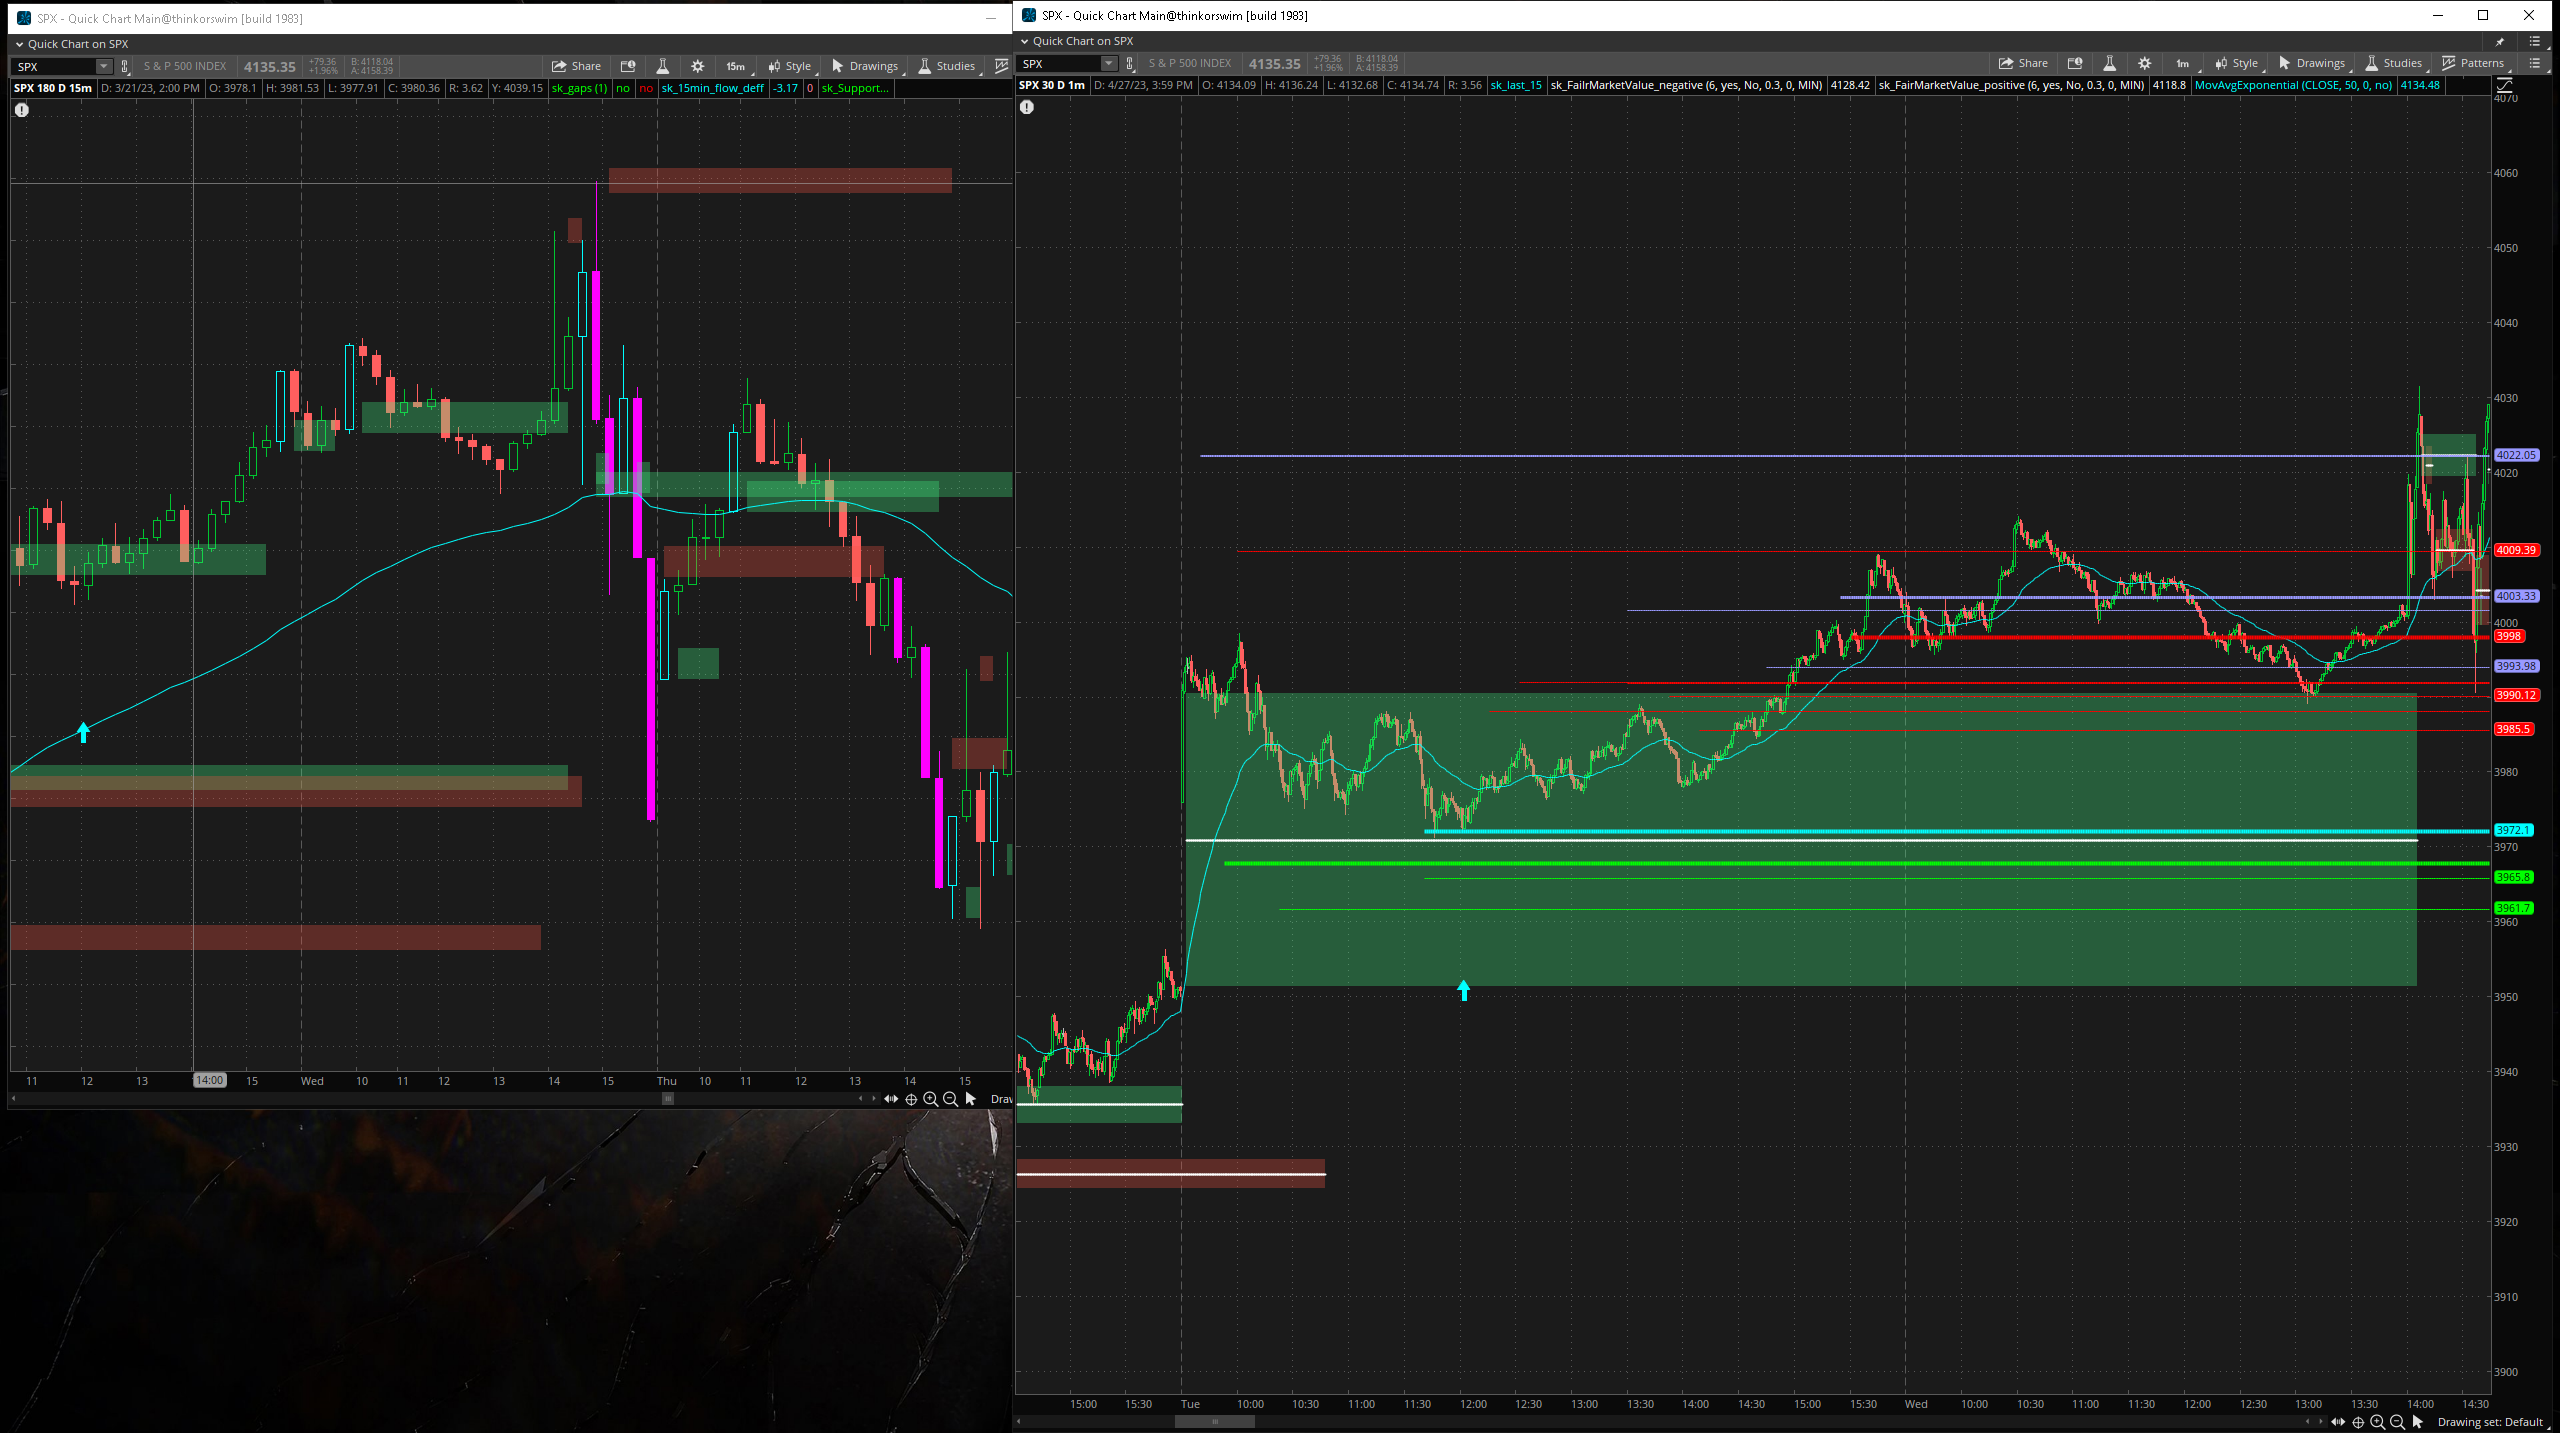 SPX - Quick Chart Main@thinkorswim [build 1983]
Quick Chart on SPX
SPX S & P 500 INDEX 4135.35 +79.36 +1.96% B: 4118.04 A: 4158.39 Share 15m Style Drawings Studies
SPX 180 D 15m D: 3/21/23, 2:00 PM O: 3978.1 H: 3981.53 L: 3977.91 C: 3980.36 R: 3.62 Y: 4039.15 sk_gaps (1) no no sk_15min_flow_deff -3.17 0 sk_Support...
11 12 13 14:00 15 Wed 10 11 12 13 14 15 Thu 10 11 12 13 14 15
Draw
SPX - Quick Chart Main@thinkorswim [build 1983]
Quick Chart on SPX
SPX S & P 500 INDEX 4135.35 +79.36 +1.96% B: 4118.04 A: 4158.39 Share 1m Style Drawings Studies Patterns
SPX 30 D 1m D: 4/27/23, 3:59 PM O: 4134.09 H: 4136.24 L: 4132.68 C: 4134.74 R: 3.56 sk_last_15 sk_FailrMarketValue_negative (6, yes, No, 0.3, 0, MIN) 4128.42 sk_FairMarketValue_positive (6, yes, No, 0.3, 0, MIN) 4118.8 MovAvgExponential (CLOSE, 50, 0, no) 4134.48
4070
4060
4050
4040
4030
4022.05
4020
4009.39
4003.33
4000
3998
3993.98
3990.12
3985.5
3980
3972.1
3970
3965.8
3961.7
3960
3950
3940
3930
3920
3910
3900
15:00 15:30 Tue 10:00 10:30 11:00 11:30 12:00 12:30 13:00 13:30 14:00 14:30 15:00 15:30 Wed 10:00 10:30 11:00 11:30 12:00 12:30 13:00 13:30 14:00 14:30
Drawing set: Default